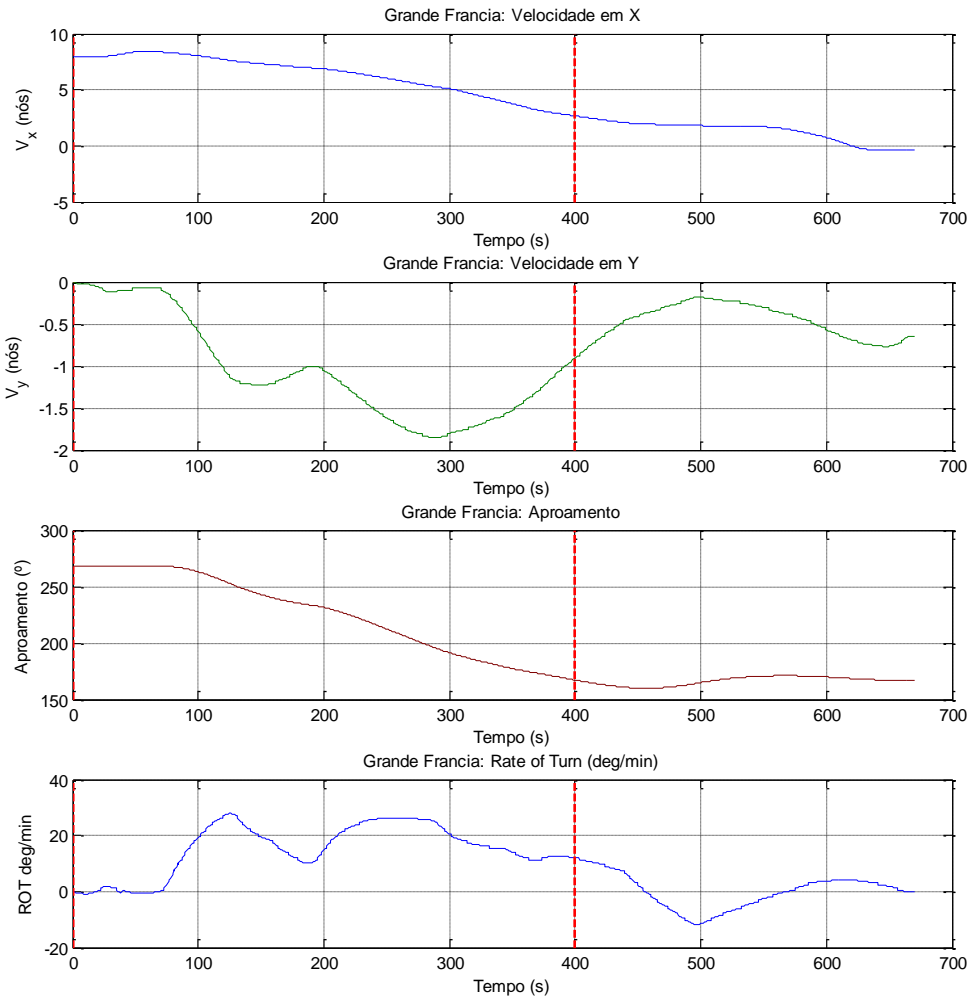 Grande Francia: Velocidade em X
10
5
0
-5
V_x (nós)
0 100 200 300 400 500 600 700
Tempo (s)
Grande Francia: Velocidade em Y
0
-0.5
-1
-1.5
-2
V_y (nós)
0 100 200 300 400 500 600 700
Tempo (s)
Grande Francia: Aproamento
300
250
200
150
Aproamento (º)
0 100 200 300 400 500 600 700
Tempo (s)
Grande Francia: Rate of Turn (deg/min)
40
20
0
-20
ROT deg/min
0 100 200 300 400 500 600 700
Tempo (s)